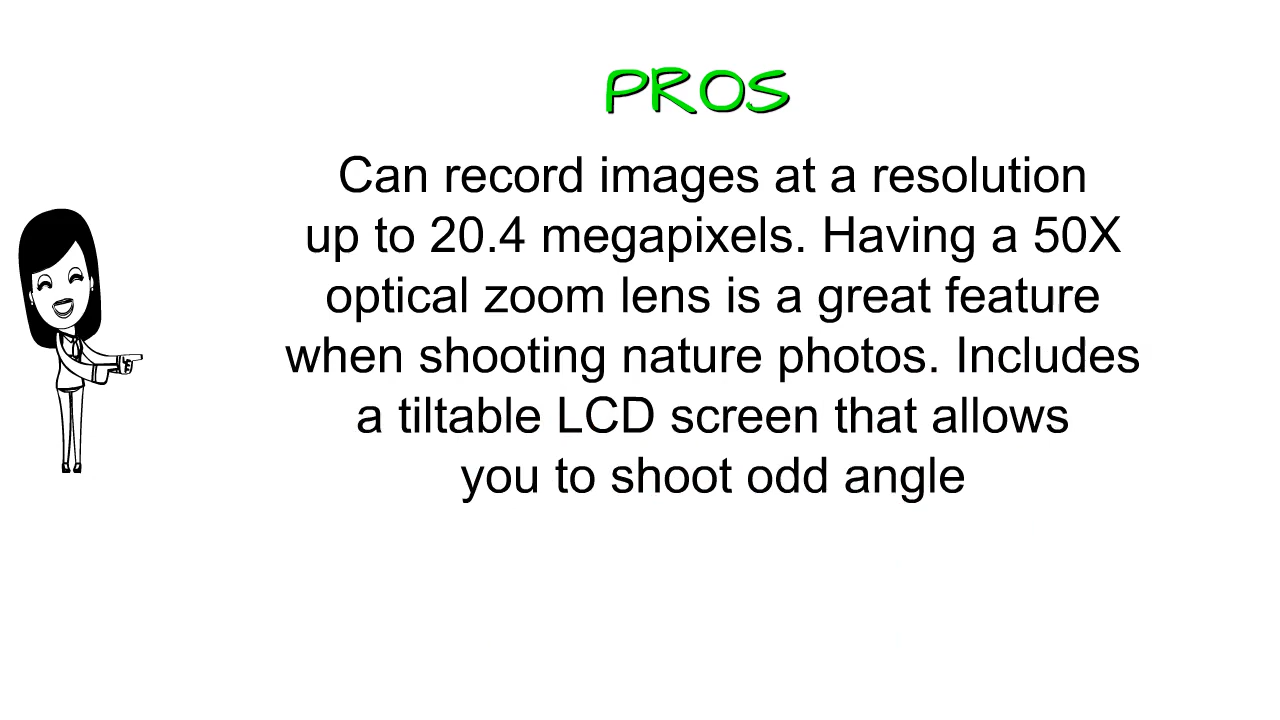 PROS
Can record images at a resolution
up to 20.4 megapixels. Having a 50X
optical zoom lens is a great feature
when shooting nature photos. Includes
a tiltable LCD screen that allows
you to shoot odd angle